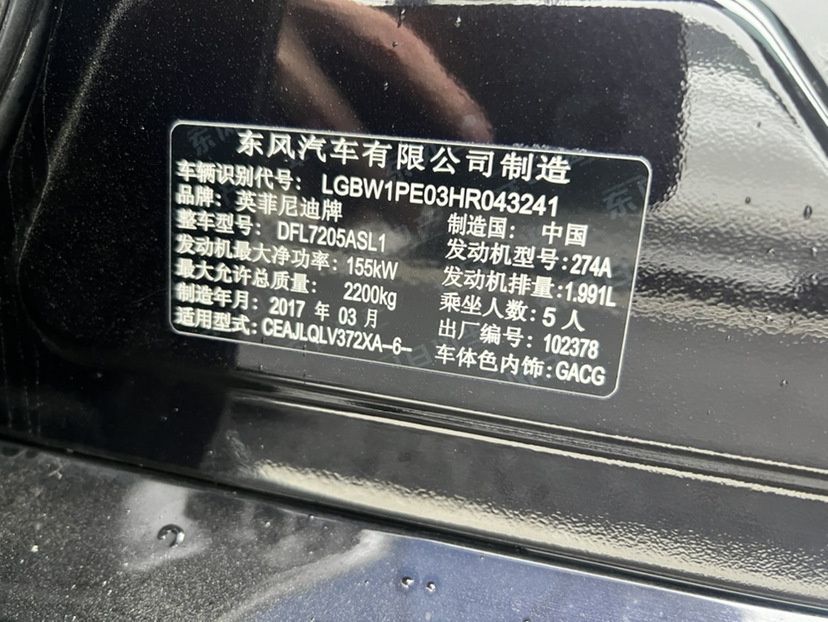 东风汽车有限公司制造
车辆识别代号: LGBW1PE03HR043241
品牌: 英菲尼迪牌 制造国: 中国
整车型号: DFL7205ASL1 发动机型号: 274A
发动机最大净功率: 155kW 发动机排量: 1.991L
最大允许总质量: 2200kg 乘坐人数: 5 人
制造年月: 2017 年 03 月 出厂编号: 102378
适用型式: CEAJLQLV372XA-6- 车体色内饰: GACG